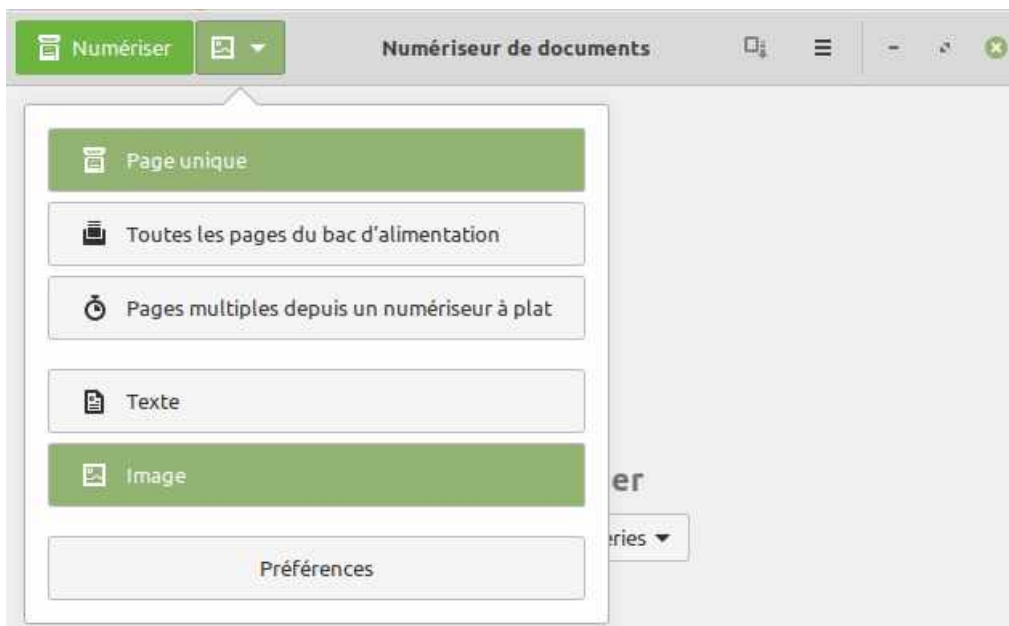 Numériser
Numériseur de documents
Page unique
Toutes les pages du bac d'alimentation
Pages multiples depuis un numériseur à plat
Texte
Image
er
eries
Préférences